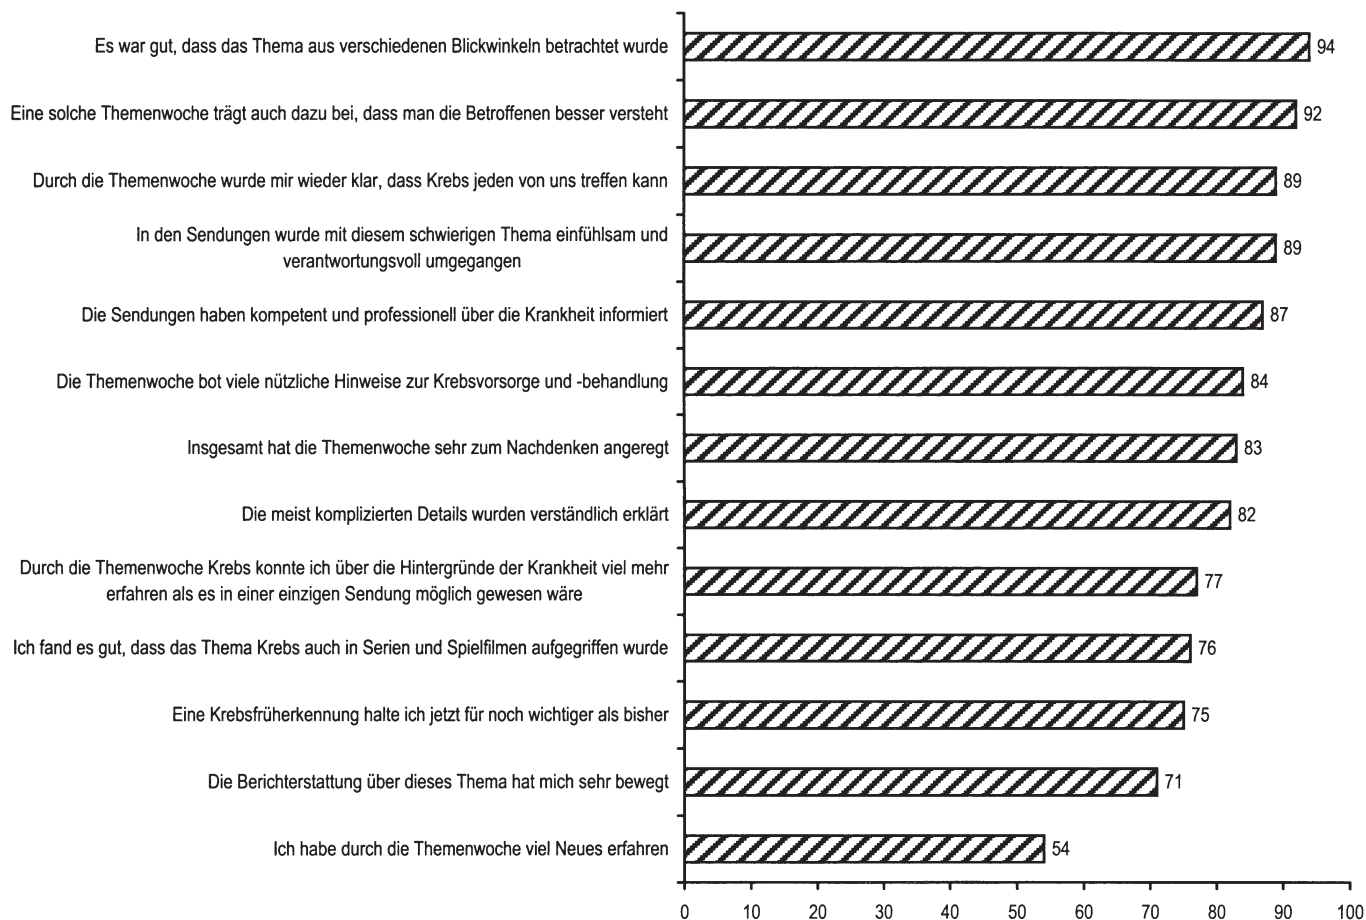 Es war gut, dass das Thema aus verschiedenen Blickwinkeln betrachtet wurde 94
Eine solche Themenwoche trägt auch dazu bei, dass man die Betroffenen besser versteht 92
Durch die Themenwoche wurde mir wieder klar, dass Krebs jeden von uns treffen kann 89
In den Sendungen wurde mit diesem schwierigen Thema einfühlsam und
verantwortungsvoll umgegangen 89
Die Sendungen haben kompetent und professionell über die Krankheit informiert 87
Die Themenwoche bot viele nützliche Hinweise zur Krebsvorsorge und -behandlung 84
Insgesamt hat die Themenwoche sehr zum Nachdenken angeregt 83
Die meist komplizierten Details wurden verständlich erklärt 82
Durch die Themenwoche Krebs konnte ich über die Hintergründe der Krankheit viel mehr
erfahren als es in einer einzigen Sendung möglich gewesen wäre 77
Ich fand es gut, dass das Thema Krebs auch in Serien und Spielfilmen aufgegriffen wurde 76
Eine Krebsfrüherkennung halte ich jetzt für noch wichtiger als bisher 75
Die Berichterstattung über dieses Thema hat mich sehr bewegt 71
Ich habe durch die Themenwoche viel Neues erfahren 54
0 10 20 30 40 50 60 70 80 90 100